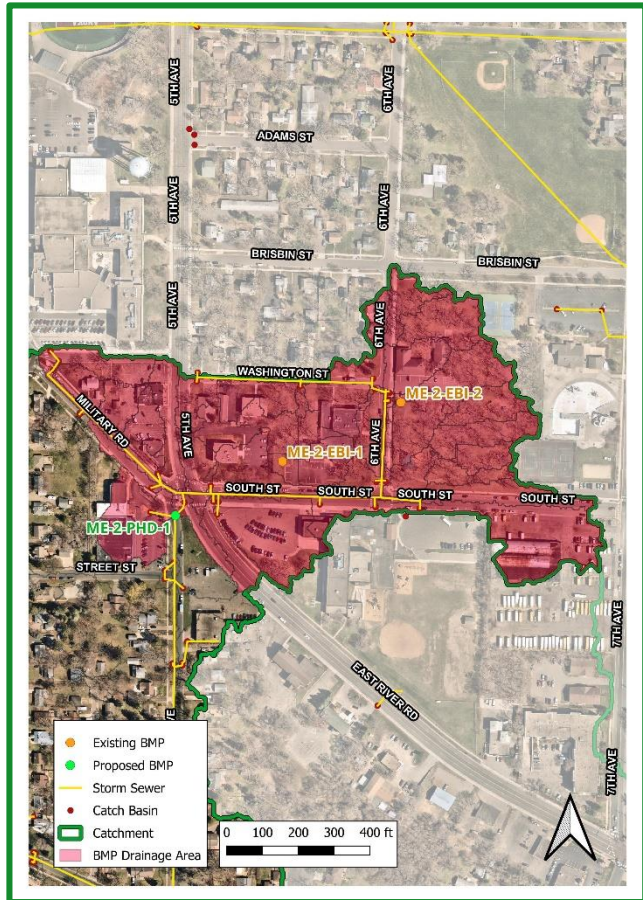 5TH AVE
6TH AVE
ADAMS ST
5TH AVE
6TH AVE
BRISBIN ST
BRISBIN ST
5TH AVE
6TH AVE
WASHINGTON ST
MILITARY RD
5TH AVE
6TH AVE
ME-2-EBI-2
ME-2-EBI-1
SOUTH ST
SOUTH ST
SOUTH ST
SOUTH ST
ME-2-PHD-1
STREET ST
7TH AVE
EAST RIVER RD
7TH AVE
Existing BMP
Proposed BMP
Storm Sewer
Catch Basin
Catchment
BMP Drainage Area
0 100 200 300 400 ft